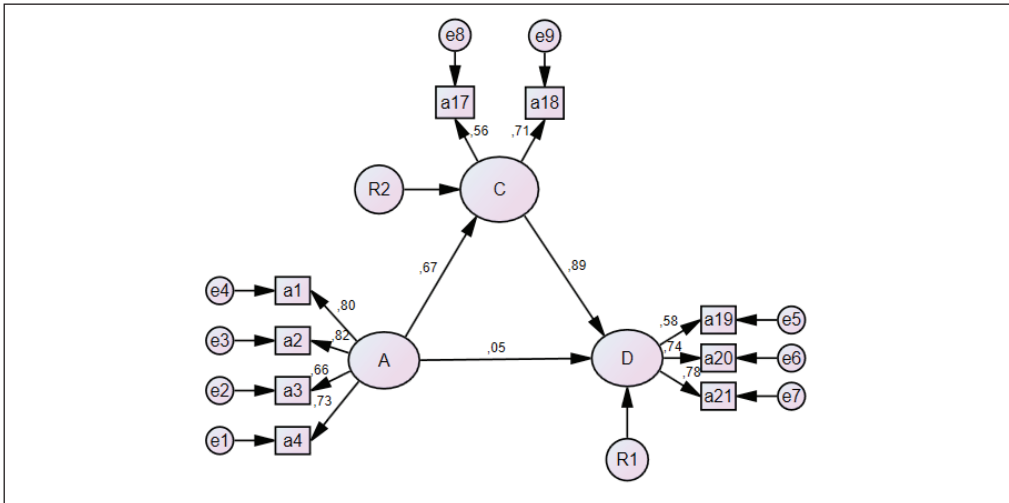 e8
e9
a17
a18
,56
,71
R2
C
,67
,89
e4
a1
,80
e3
a2
,82
A
,05
D
e2
a3
,66
e1
a4
,73
,58
a19
e5
,74
a20
e6
,78
a21
e7
R1